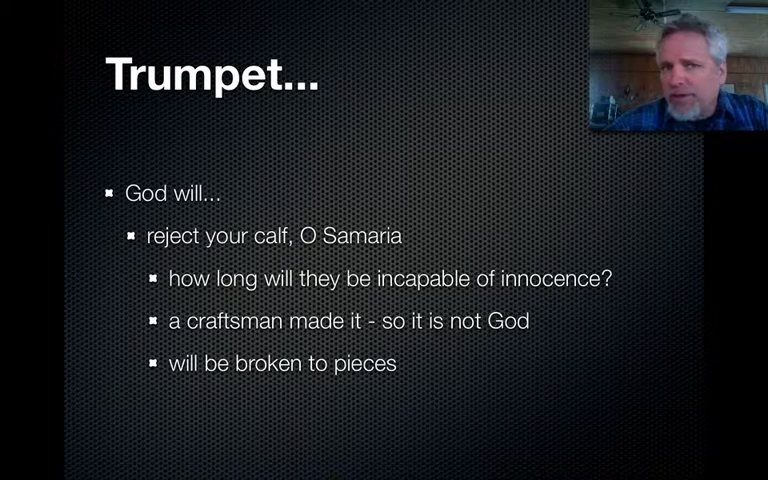 Trumpet...
God will...
reject your calf, O Samaria
how long will they be incapable of innocence?
a craftsman made it - so it is not God
will be broken to pieces